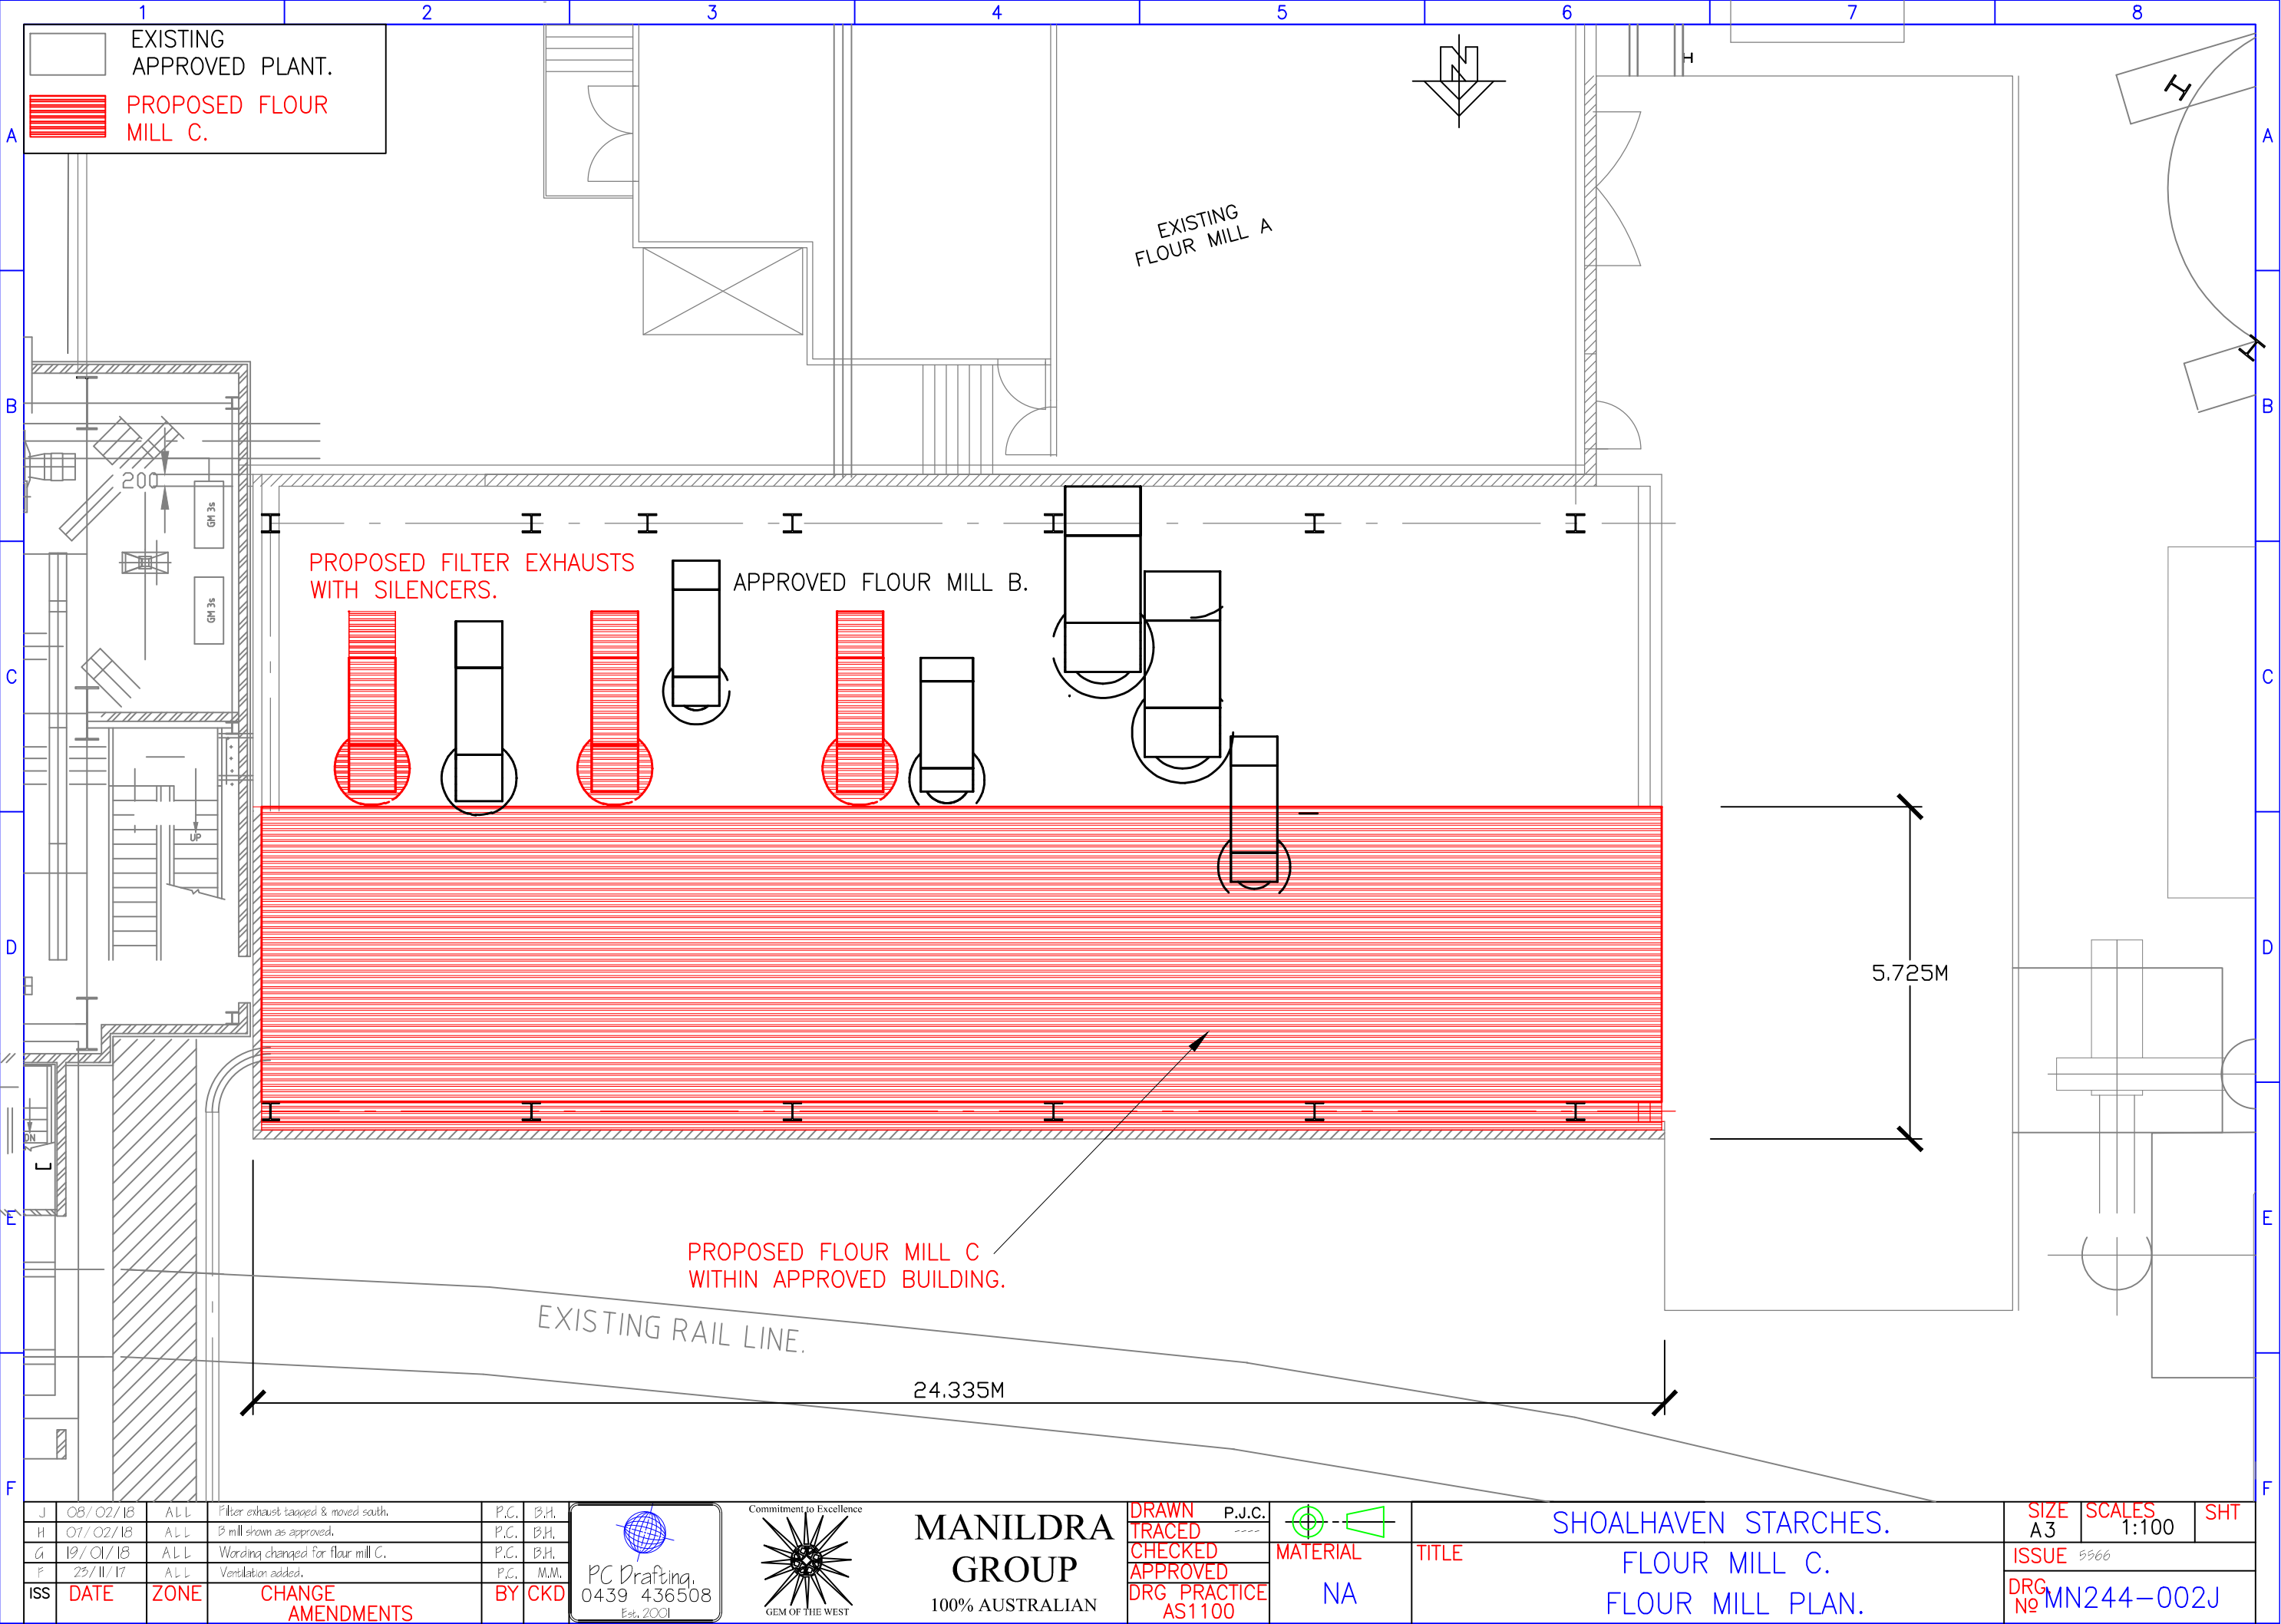 1 2 3 4 5 6 7 8
EXISTING
APPROVED PLANT.
PROPOSED FLOUR
MILL C.
N
A A
EXISTING
FLOUR MILL A
B B
200
GM 3s
GM 3s
PROPOSED FILTER EXHAUSTS
WITH SILENCERS.
APPROVED FLOUR MILL B.
C C
UP
D D
5.725M
DN
E E
PROPOSED FLOUR MILL C
WITHIN APPROVED BUILDING.
EXISTING RAIL LINE.
24.335M
F F
J 08/02/18 ALL Filter exhaust tagged & moved south. P.C. B.H.
H 07/02/18 ALL B mill shown as approved. P.C. B.H.
G 19/01/18 ALL Wording changed for flour mill C. P.C. B.H.
F 23/11/17 ALL Ventilation added. P.C. M.M.
ISS DATE ZONE CHANGE AMENDMENTS BY CKD
PC Drafting.
0439 436508
Est. 2001
Commitment to Excellence
GEM OF THE WEST
MANILDRA
GROUP
100% AUSTRALIAN
DRAWN P.J.C.
TRACED ----
CHECKED
APPROVED
DRG PRACTICE
AS1100
MATERIAL
NA
TITLE
SHOALHAVEN STARCHES.
FLOUR MILL C.
FLOUR MILL PLAN.
SIZE
A3
SCALES
1:100
SHT
ISSUE 5566
DRG Nº MN244-002J